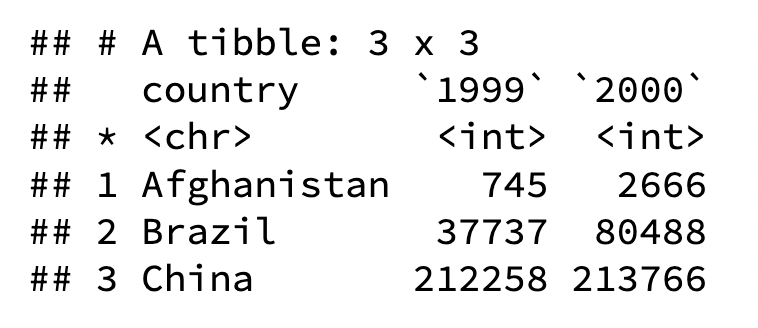 ## # A tibble: 3 x 3
##   country     `1999` `2000`
## * <chr>        <int>  <int>
## 1 Afghanistan    745   2666
## 2 Brazil       37737  80488
## 3 China       212258 213766